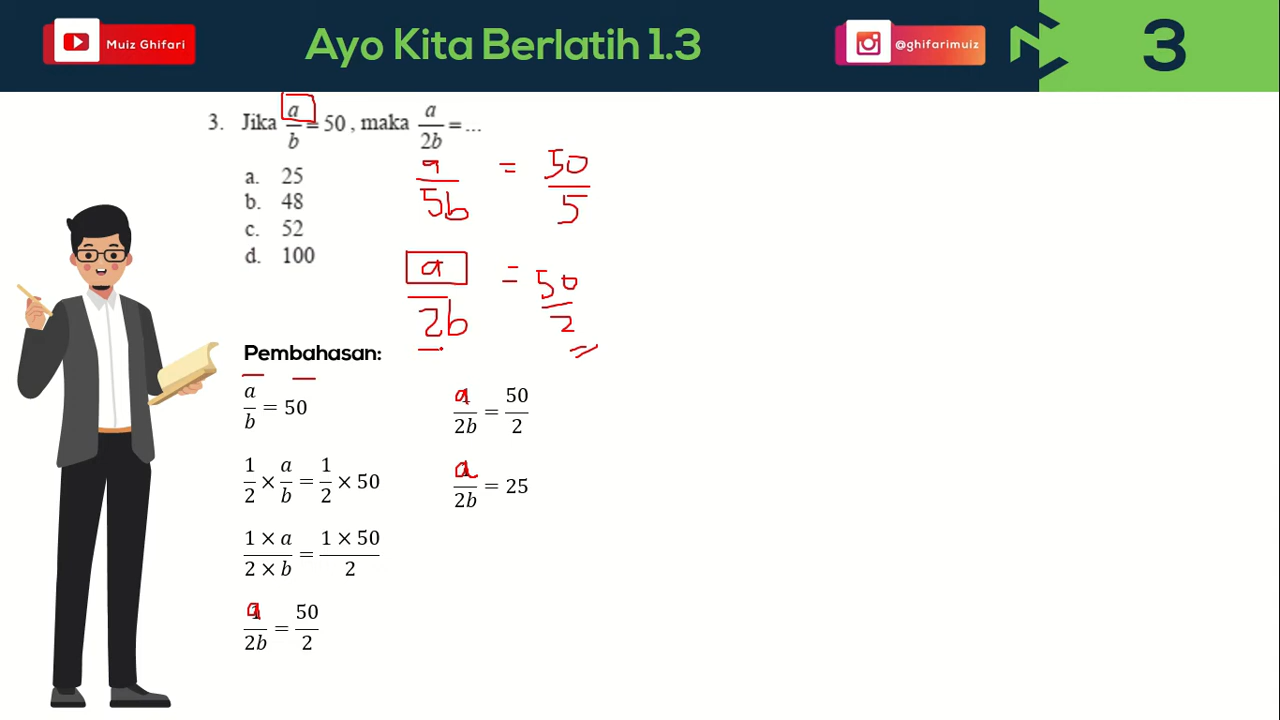 Muiz Ghifari
Ayo Kita Berlatih 1.3
@ghifarimuiz
3
3. Jika a/b = 50 , maka a/2b = ...
a. 25
b. 48
c. 52
d. 100
a/5b = 50/5
a/2b = 50/2
Pembahasan:
a/b = 50
1/2 × a/b = 1/2 × 50
1 × a/2 × b = 1 × 50/2
a/2b = 50/2
a/2b = 50/2
a/2b = 25